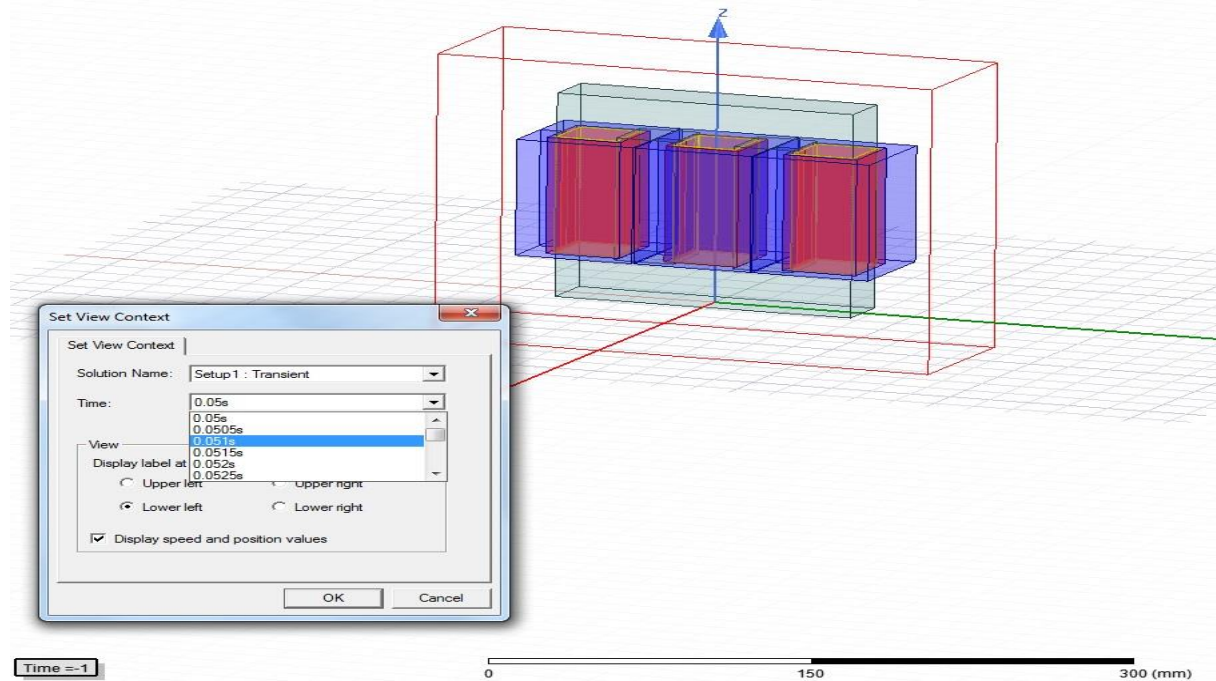 Z
Set View Context
Set View Context
Solution Name: Setup1 : Transient
Time: 0.05s
0.05s
0.0505s
0.051s
0.0515s
0.052s
0.0525s
View
Display label at
Upper left Upper right
Lower left Lower right
Display speed and position values
OK Cancel
Time =-1
0 150 300 (mm)